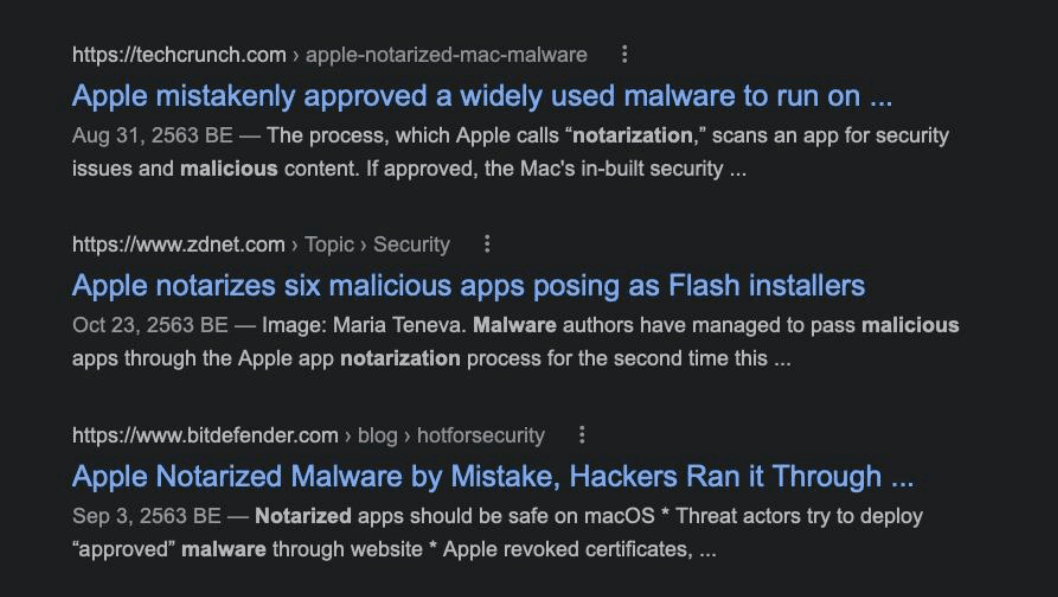 https://techcrunch.com › apple-notarized-mac-malware
Apple mistakenly approved a widely used malware to run on ...
Aug 31, 2563 BE — The process, which Apple calls “notarization,” scans an app for security
issues and malicious content. If approved, the Mac's in-built security ...
https://www.zdnet.com › Topic › Security
Apple notarizes six malicious apps posing as Flash installers
Oct 23, 2563 BE — Image: Maria Teneva. Malware authors have managed to pass malicious
apps through the Apple app notarization process for the second time this ...
https://www.bitdefender.com › blog › hotforsecurity
Apple Notarized Malware by Mistake, Hackers Ran it Through ...
Sep 3, 2563 BE — Notarized apps should be safe on macOS * Threat actors try to deploy
“approved” malware through website * Apple revoked certificates, ...